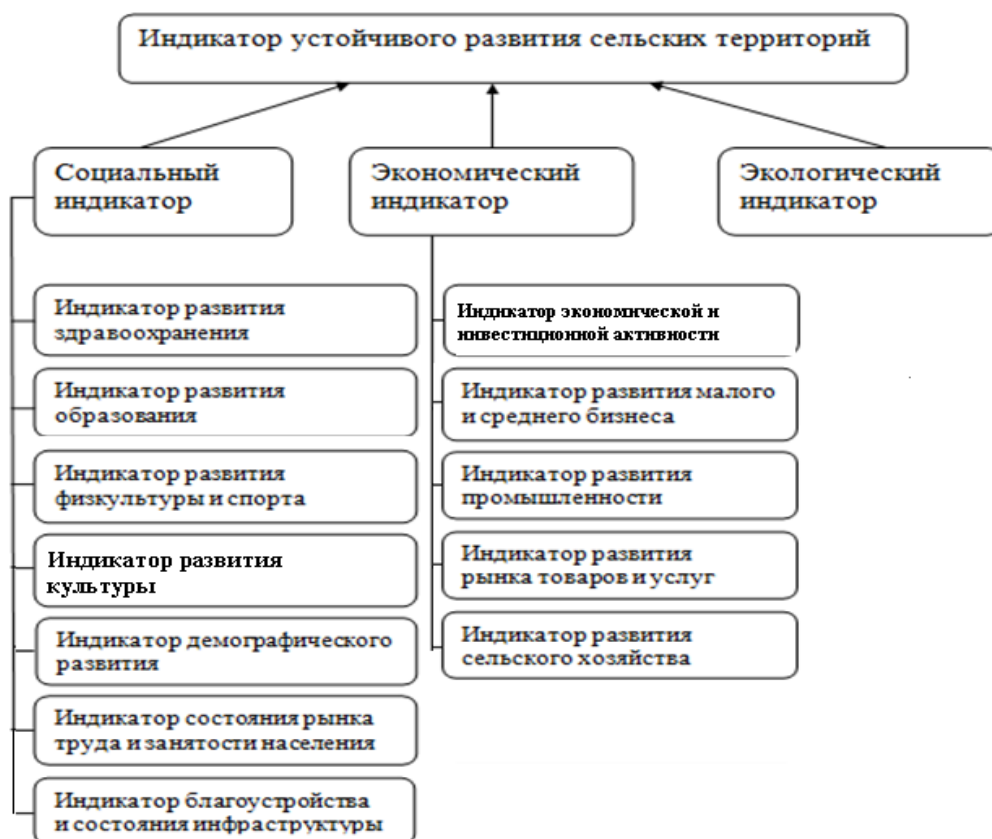 Индикатор устойчивого развития сельских территорий
Социальный
индикатор
Экономический
индикатор
Экологический
индикатор
Индикатор развития
здравоохранения
Индикатор развития
образования
Индикатор развития
физкультуры и спорта
Индикатор развития
культуры
Индикатор демографического
развития
Индикатор состояния рынка
труда и занятости населения
Индикатор благоустройства
и состояния инфраструктуры
Индикатор экономической и
инвестиционной активности
Индикатор развития малого
и среднего бизнеса
Индикатор развития
промышленности
Индикатор развития
рынка товаров и услуг
Индикатор развития
сельского хозяйства